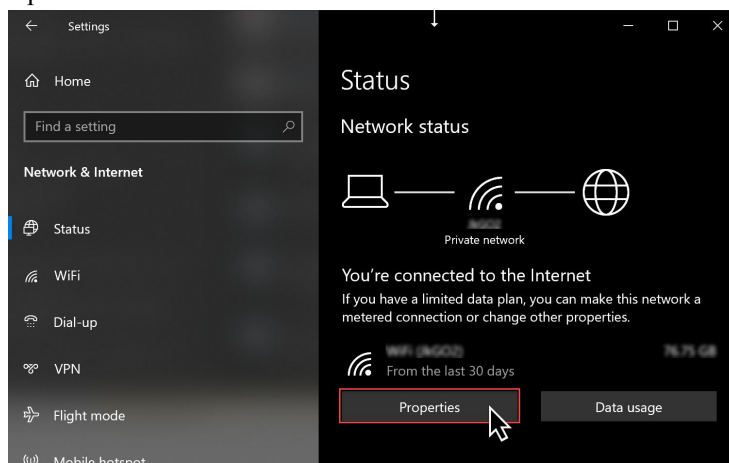 Settings
Home
Find a setting
Network & Internet
Status
WiFi
Dial-up
VPN
Flight mode
Mobile hotspot
Status
Network status
Private network
You're connected to the Internet
If you have a limited data plan, you can make this network a
metered connection or change other properties.
From the last 30 days
Properties
Data usage